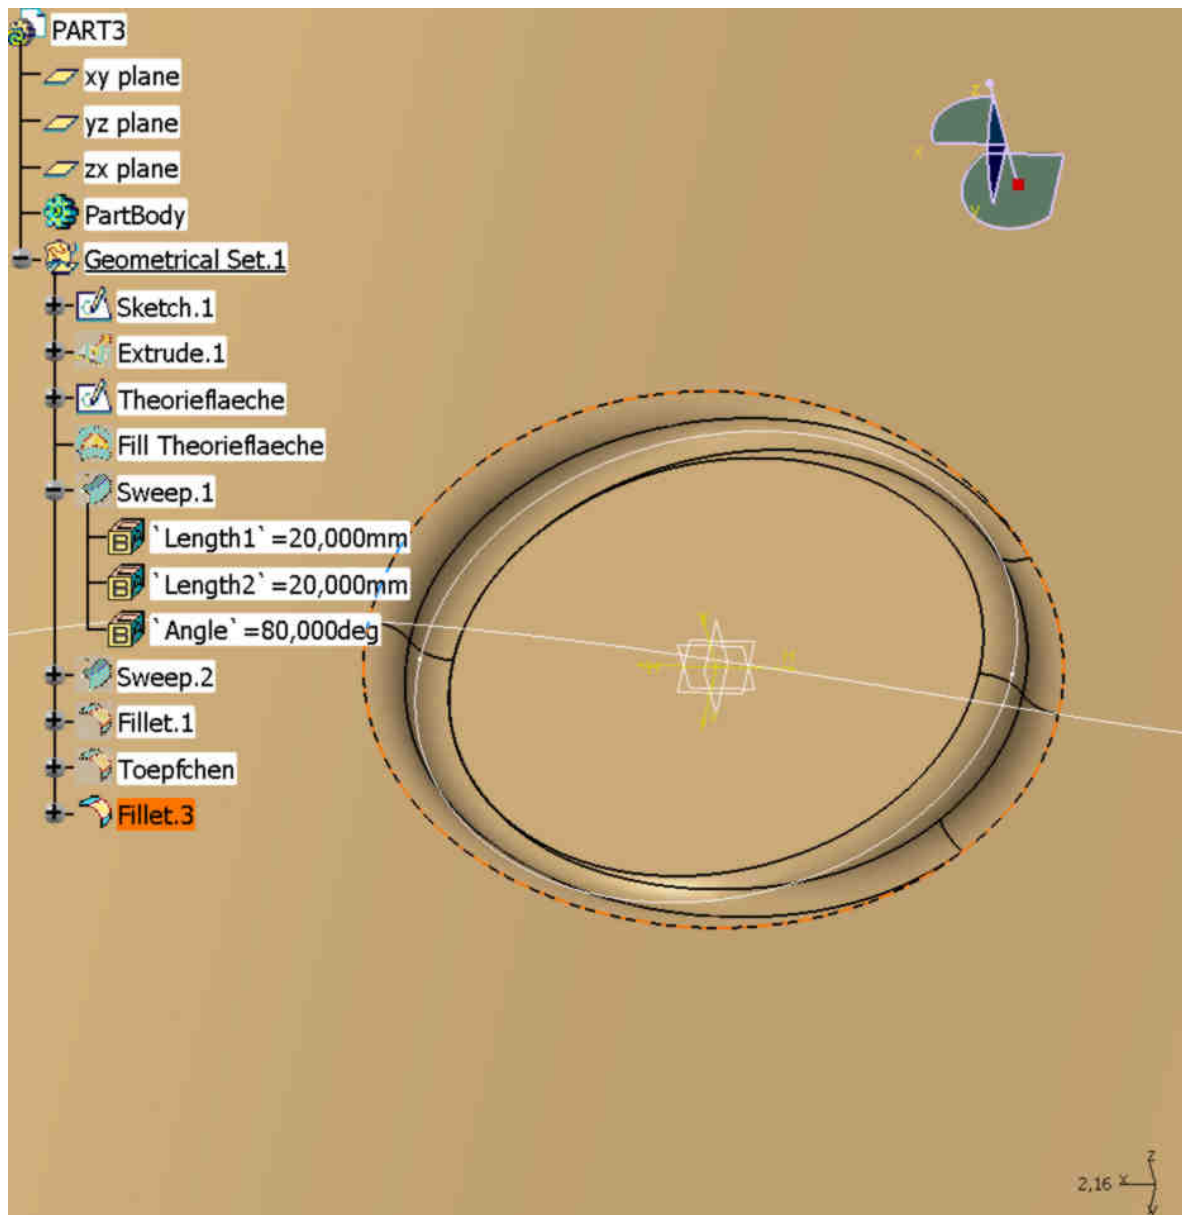 PART3
xy plane
yz plane
zx plane
PartBody
Geometrical Set.1
Sketch.1
Extrude.1
Theorieflaeche
Fill Theorieflaeche
Sweep.1
`Length1`=20,000mm
`Length2`=20,000mm
`Angle`=80,000deg
Sweep.2
Fillet.1
Toepfchen
Fillet.3
z
x
y
z
2,16 x
y